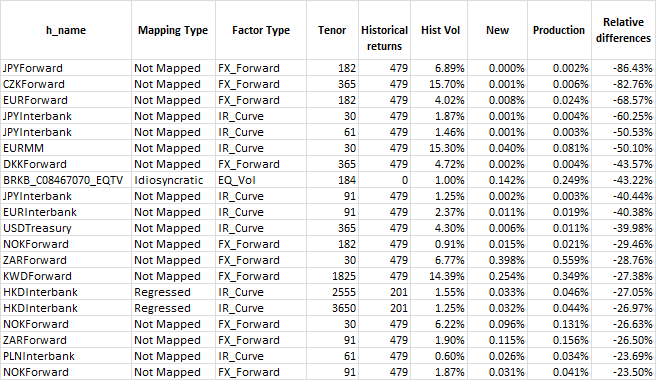 h_name Mapping Type Factor Type Tenor Historical returns Hist Vol New Production Relative differences
JPYForward Not Mapped FX_Forward 182 479 6.89% 0.000% 0.002% -86.43%
CZKForward Not Mapped FX_Forward 365 479 15.70% 0.001% 0.006% -82.76%
EURForward Not Mapped FX_Forward 182 479 4.02% 0.008% 0.024% -68.57%
JPYInterbank Not Mapped IR_Curve 30 479 1.87% 0.001% 0.004% -60.25%
JPYInterbank Not Mapped IR_Curve 61 479 1.46% 0.001% 0.003% -50.53%
EURMM Not Mapped IR_Curve 30 479 15.30% 0.040% 0.081% -50.10%
DKKForward Not Mapped FX_Forward 365 479 4.72% 0.002% 0.004% -43.57%
BRKB_C08467070_EQTV Idiosyncratic EQ_Vol 184 0 1.00% 0.142% 0.249% -43.22%
JPYInterbank Not Mapped IR_Curve 91 479 1.25% 0.002% 0.003% -40.44%
EURInterbank Not Mapped IR_Curve 91 479 2.37% 0.011% 0.019% -40.38%
USDTreasury Not Mapped IR_Curve 365 479 4.30% 0.006% 0.011% -39.98%
NOKForward Not Mapped FX_Forward 182 479 0.91% 0.015% 0.021% -29.46%
ZARForward Not Mapped FX_Forward 30 479 6.77% 0.398% 0.559% -28.76%
KWDForward Not Mapped FX_Forward 1825 479 14.39% 0.254% 0.349% -27.38%
HKDInterbank Regressed IR_Curve 2555 201 1.55% 0.033% 0.046% -27.05%
HKDInterbank Regressed IR_Curve 3650 201 1.25% 0.032% 0.044% -26.97%
NOKForward Not Mapped FX_Forward 30 479 6.22% 0.096% 0.131% -26.63%
ZARForward Not Mapped FX_Forward 91 479 1.90% 0.115% 0.156% -26.50%
PLNInterbank Not Mapped IR_Curve 61 479 0.60% 0.026% 0.034% -23.69%
NOKForward Not Mapped FX_Forward 91 479 1.87% 0.031% 0.041% -23.50%